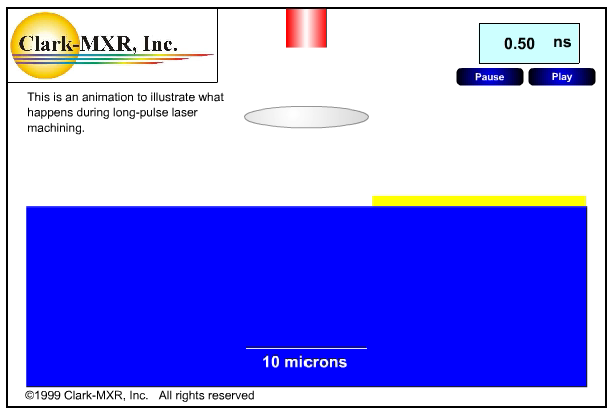 Clark-MXR, Inc.
0.50 ns
Pause Play
This is an animation to illustrate what
happens during long-pulse laser
machining.
10 microns
©1999 Clark-MXR, Inc. All rights reserved